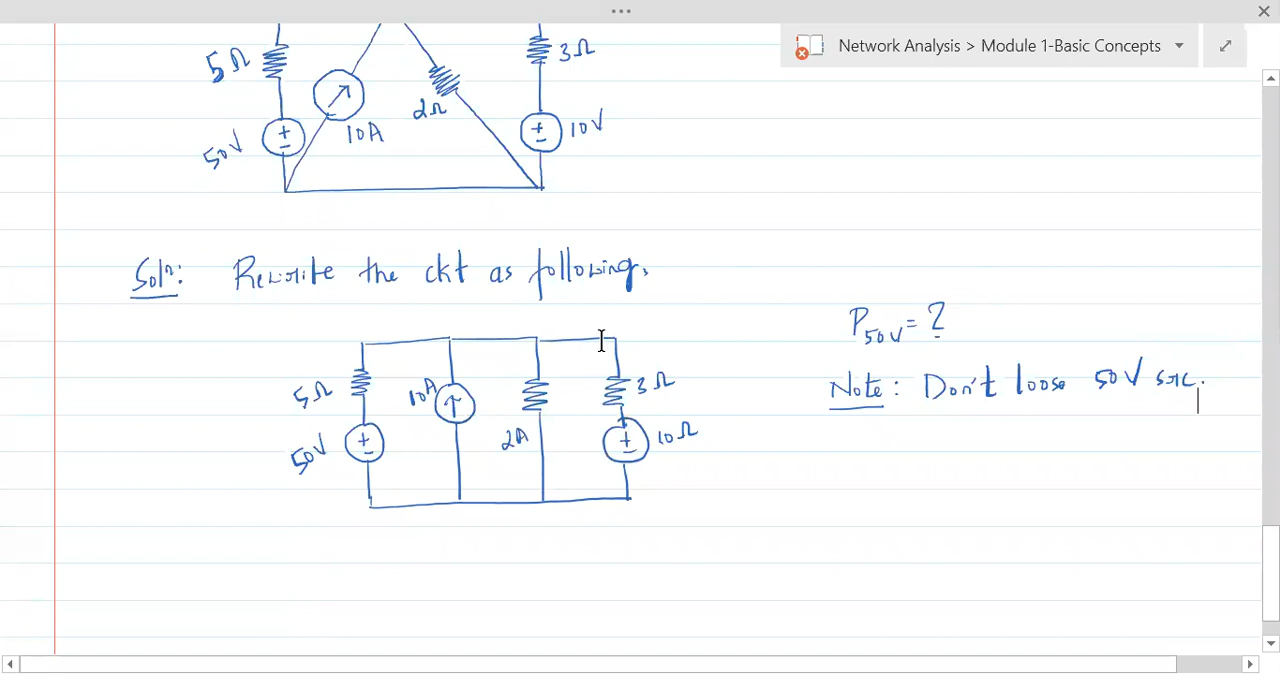 Network Analysis > Module 1-Basic Concepts
5Ω
3Ω
2Ω
10A
50V
10V
Soln: Rewrite the ckt as following,
P50V = ?
Note: Don't loose 50V src.
5Ω
10A
3Ω
2A
50V
10Ω